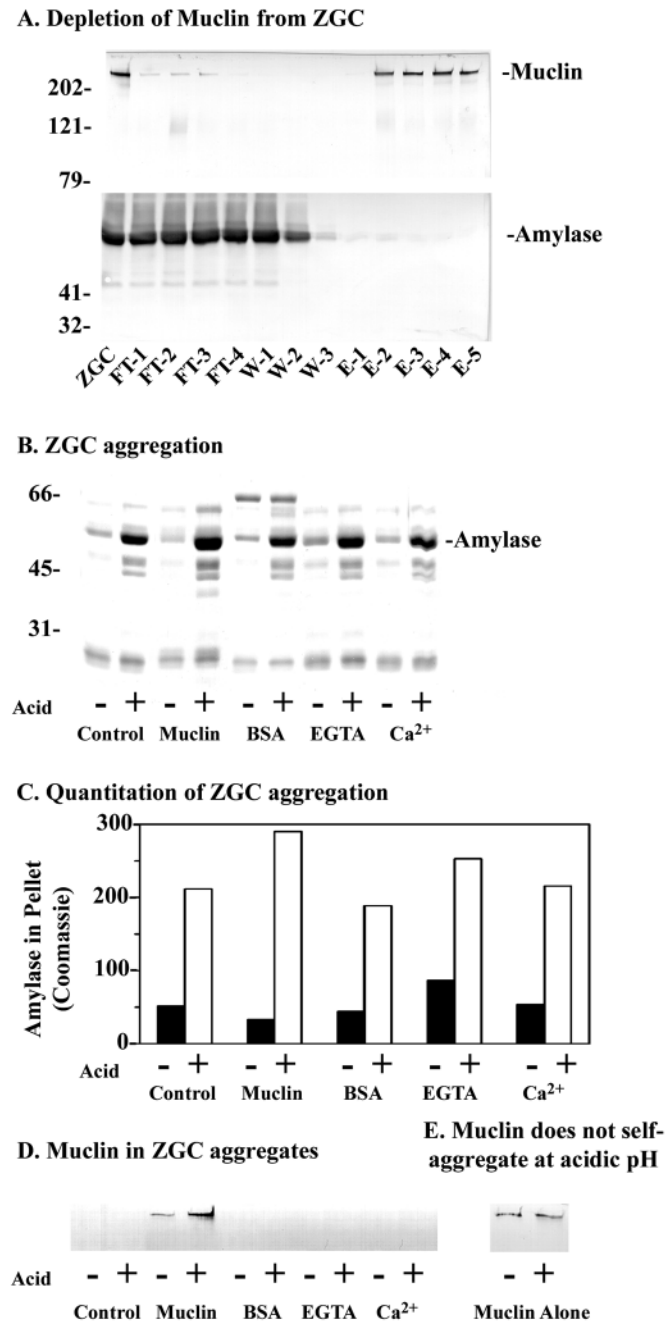 A. Depletion of Muclin from ZGC
-Muclin
202-
121-
79-
-Amylase
41-
32-
ZGC FT-1 FT-2 FT-3 FT-4 W-1 W-2 W-3 E-1 E-2 E-3 E-4 E-5
B. ZGC aggregation
66-
-Amylase
45-
31-
Acid - + - + - + - + - +
Control Muclin BSA EGTA Ca²⁺
C. Quantitation of ZGC aggregation
300
200
100
0
Amylase in Pellet
(Coomassie)
Acid - + - + - + - + - +
Control Muclin BSA EGTA Ca²⁺
D. Muclin in ZGC aggregates
E. Muclin does not self-
aggregate at acidic pH
Acid - + - + - + - + - + - +
Control Muclin BSA EGTA Ca²⁺ Muclin Alone